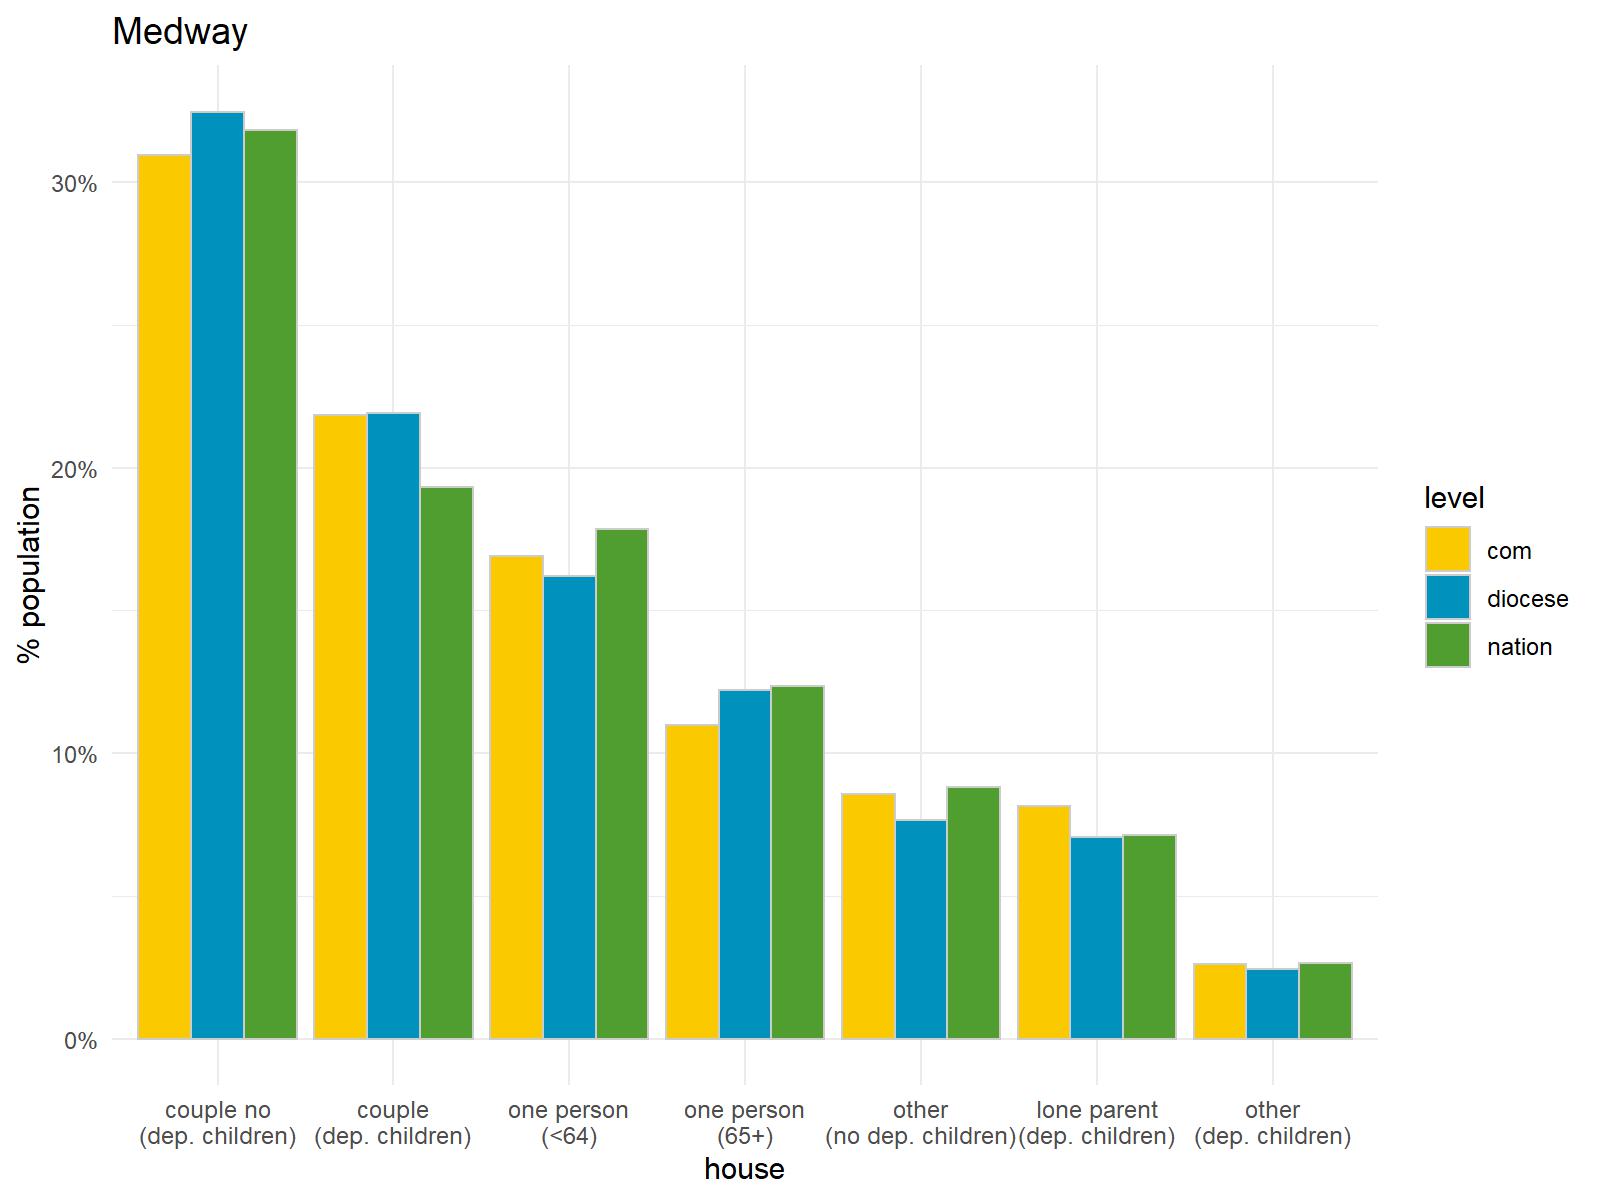 Medway
% population
30%
20%
10%
0%
couple no
(dep. children)
couple
(dep. children)
one person
(<64)
one person
(65+)
other
(no dep. children)
lone parent
(dep. children)
other
(dep. children)
house
level
com
diocese
nation